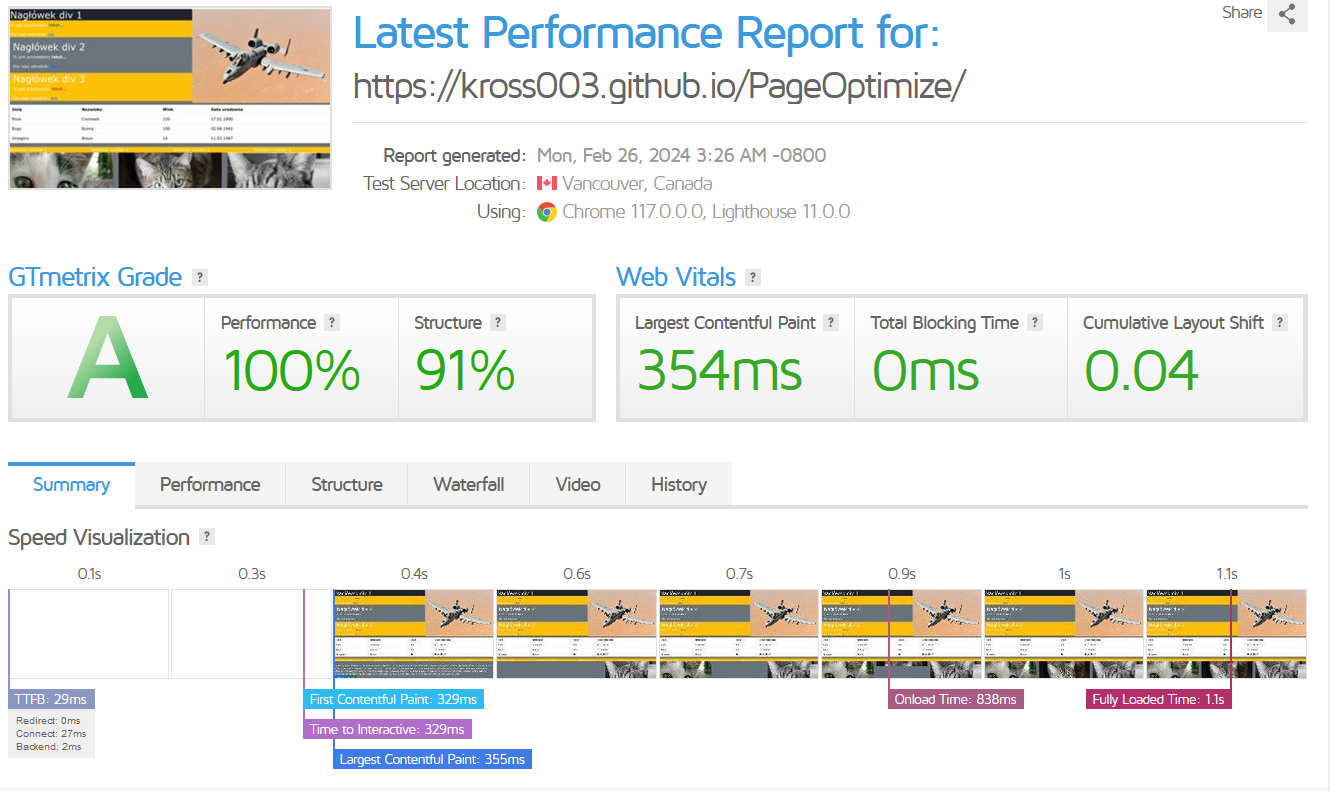 Nagłówek div 1
Nagłówek div 2
Nagłówek div 3
Imię Nazwisko Wiek Data urodzenia
Share
Latest Performance Report for:
https://kross003.github.io/PageOptimize/
Report generated: Mon, Feb 26, 2024 3:26 AM -0800
Test Server Location: Vancouver, Canada
Using: Chrome 117.0.0.0, Lighthouse 11.0.0
GTmetrix Grade ?
Web Vitals ?
A
Performance ?
100%
Structure ?
91%
Largest Contentful Paint ?
354ms
Total Blocking Time ?
0ms
Cumulative Layout Shift ?
0.04
Summary Performance Structure Waterfall Video History
Speed Visualization ?
0.1s 0.3s 0.4s 0.6s 0.7s 0.9s 1s 1.1s
TTFB: 29ms
Redirect: 0ms
Connect: 27ms
Backend: 2ms
First Contentful Paint: 329ms
Time to Interactive: 329ms
Largest Contentful Paint: 355ms
Onload Time: 838ms
Fully Loaded Time: 1.1s